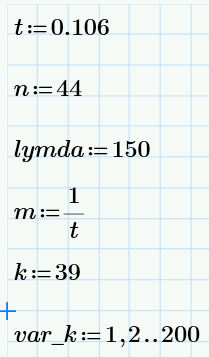 t:=0.106
n:=44
lymda:=150
m:=1/t
k:=39
var_k:=1,2..200